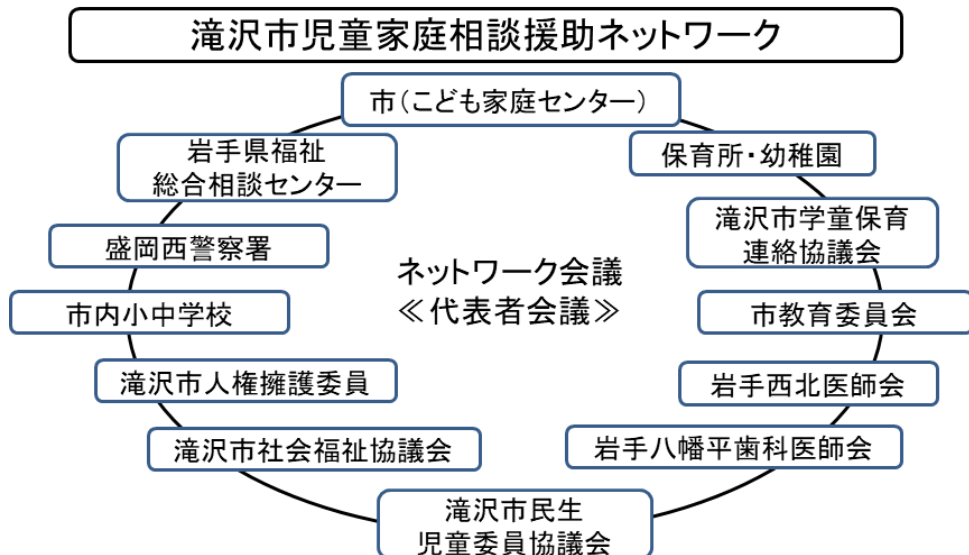 滝沢市児童家庭相談援助ネットワーク
市(こども家庭センター)
岩手県福祉
総合相談センター
保育所・幼稚園
盛岡西警察署
滝沢市学童保育
連絡協議会
ネットワーク会議
≪代表者会議≫
市内小中学校
市教育委員会
滝沢市人権擁護委員
岩手西北医師会
滝沢市社会福祉協議会
岩手八幡平歯科医師会
滝沢市民生
児童委員協議会